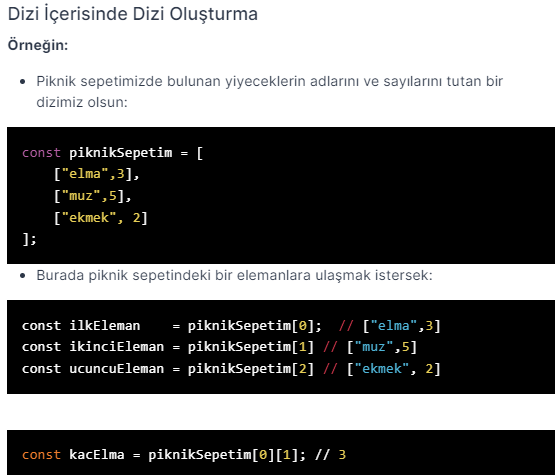 Dizi İçerisinde Dizi Oluşturma
Örneğin:
• Piknik sepetimizde bulunan yiyeceklerin adlarını ve sayılarını tutan bir
dizimiz olsun:
const piknikSepetim = [
    ["elma",3],
    ["muz",5],
    ["ekmek", 2]
];
• Burada piknik sepetindeki bir elemanlara ulaşmak istersek:
const ilkEleman    = piknikSepetim[0];  // ["elma",3]
const ikinciEleman = piknikSepetim[1] // ["muz",5]
const ucuncuEleman = piknikSepetim[2] // ["ekmek", 2]
const kacElma = piknikSepetim[0][1]; // 3